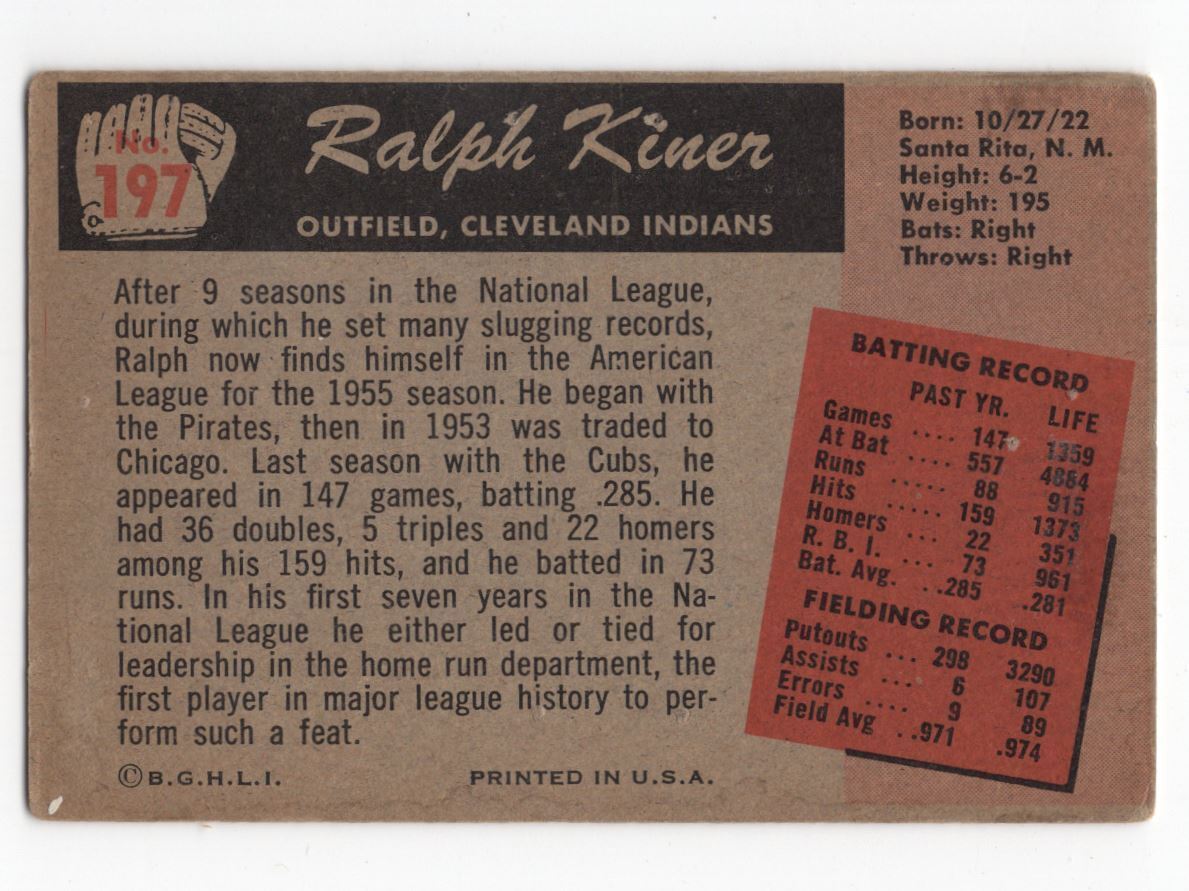 No.
197
Ralph Kiner
OUTFIELD, CLEVELAND INDIANS
Born: 10/27/22
Santa Rita, N. M.
Height: 6-2
Weight: 195
Bats: Right
Throws: Right
After 9 seasons in the National League,
during which he set many slugging records,
Ralph now finds himself in the American
League for the 1955 season. He began with
the Pirates, then in 1953 was traded to
Chicago. Last season with the Cubs, he
appeared in 147 games, batting .285. He
had 36 doubles, 5 triples and 22 homers
among his 159 hits, and he batted in 73
runs. In his first seven years in the Na-
tional League he either led or tied for
leadership in the home run department, the
first player in major league history to per-
form such a feat.
BATTING RECORD
PAST YR. LIFE
Games .... 147 1359
At Bat .... 557 4884
Runs ..... 88 915
Hits ..... 159 1373
Homers ... 22 351
R. B. I. ... 73 961
Bat. Avg. . .285 .281
FIELDING RECORD
Putouts ... 298 3290
Assists ... 6 107
Errors .... 9 89
Field Avg . .971 .974
©B.G.H.L.I. PRINTED IN U.S.A.